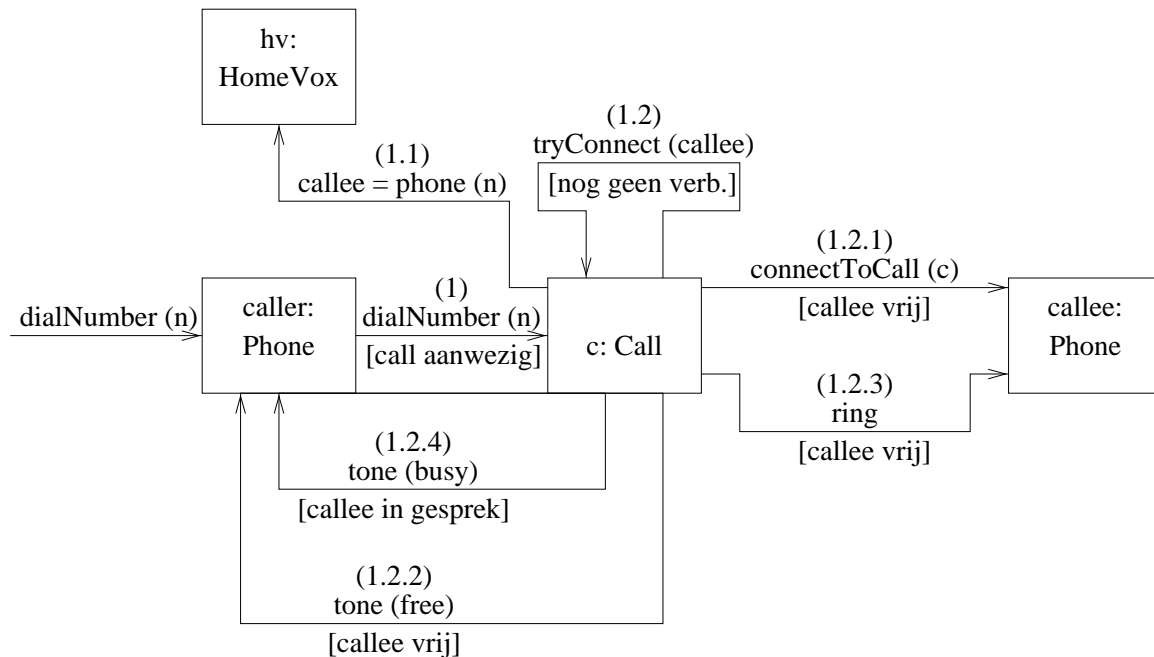 hv:
HomeVox
(1.1)
callee = phone (n)
(1.2)
tryConnect (callee)
[nog geen verb.]
(1.2.1)
connectToCall (c)
[callee vrij]
dialNumber (n)
caller:
Phone
(1)
dialNumber (n)
[call aanwezig]
c: Call
callee:
Phone
(1.2.3)
ring
[callee vrij]
(1.2.4)
tone (busy)
[callee in gesprek]
(1.2.2)
tone (free)
[callee vrij]